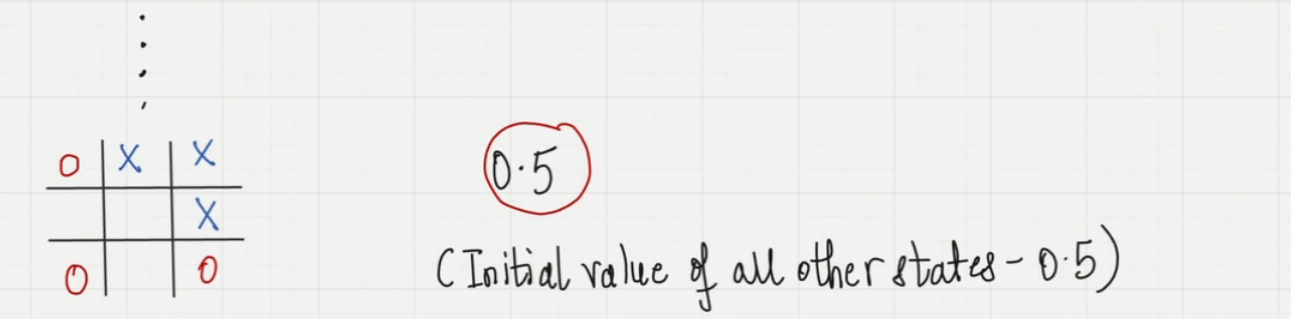 O X X
X
O O
0.5
(Initial value of all other states - 0.5)